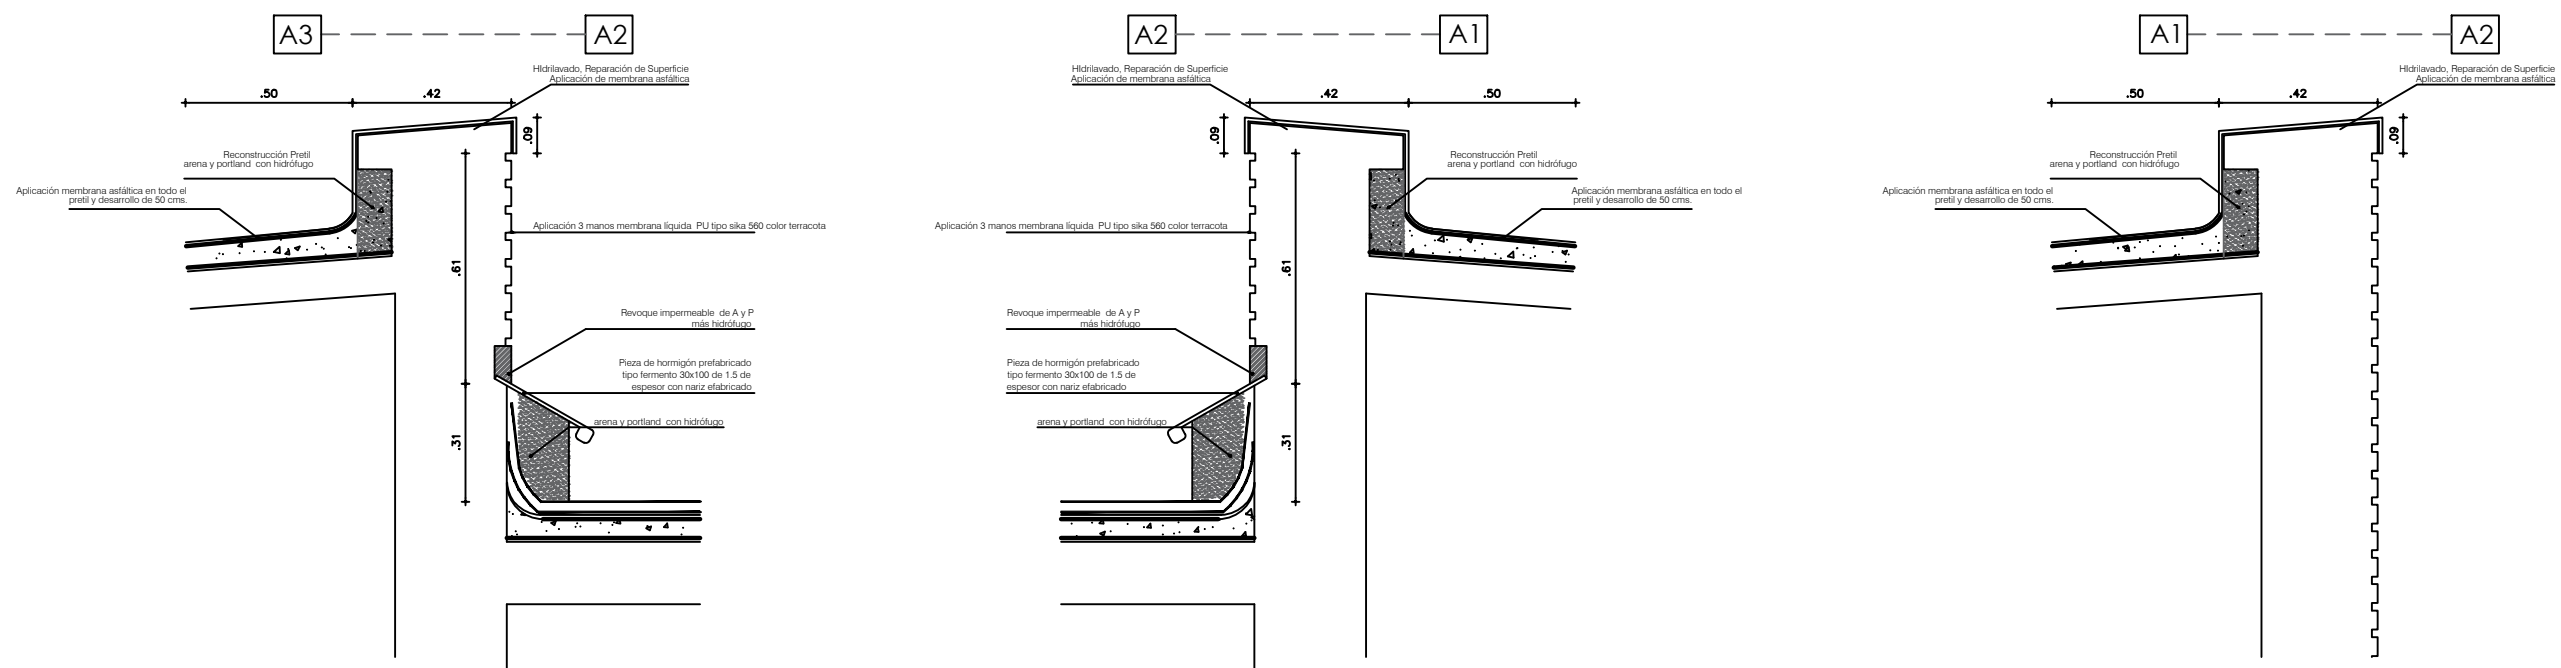 A3
A2
HIdrilavado, Reparación de Superficie
Aplicación de membrana asfáltica
.50
.42
.09
Reconstrucción Pretil
arena y portland con hidrófugo
Aplicación membrana asfáltica en todo el
pretil y desarrollo de 50 cms.
Aplicación 3 manos membrana líquida PU tipo sika 560 color terracota
.61
Revoque impermeable de A y P
más hidrófugo
Pieza de hormigón prefabricado
tipo fermento 30x100 de 1.5 de
espesor con nariz efabricado
arena y portland con hidrófugo
.31
A2
A1
HIdrilavado, Reparación de Superficie
Aplicación de membrana asfáltica
.42
.50
.09
Reconstrucción Pretil
arena y portland con hidrófugo
Aplicación membrana asfáltica en todo el
pretil y desarrollo de 50 cms.
Aplicación 3 manos membrana líquida PU tipo sika 560 color terracota
.61
Revoque impermeable de A y P
más hidrófugo
Pieza de hormigón prefabricado
tipo fermento 30x100 de 1.5 de
espesor con nariz efabricado
arena y portland con hidrófugo
.31
A1
A2
HIdrilavado, Reparación de Superficie
Aplicación de membrana asfáltica
.50
.42
.09
Reconstrucción Pretil
arena y portland con hidrófugo
Aplicación membrana asfáltica en todo el
pretil y desarrollo de 50 cms.